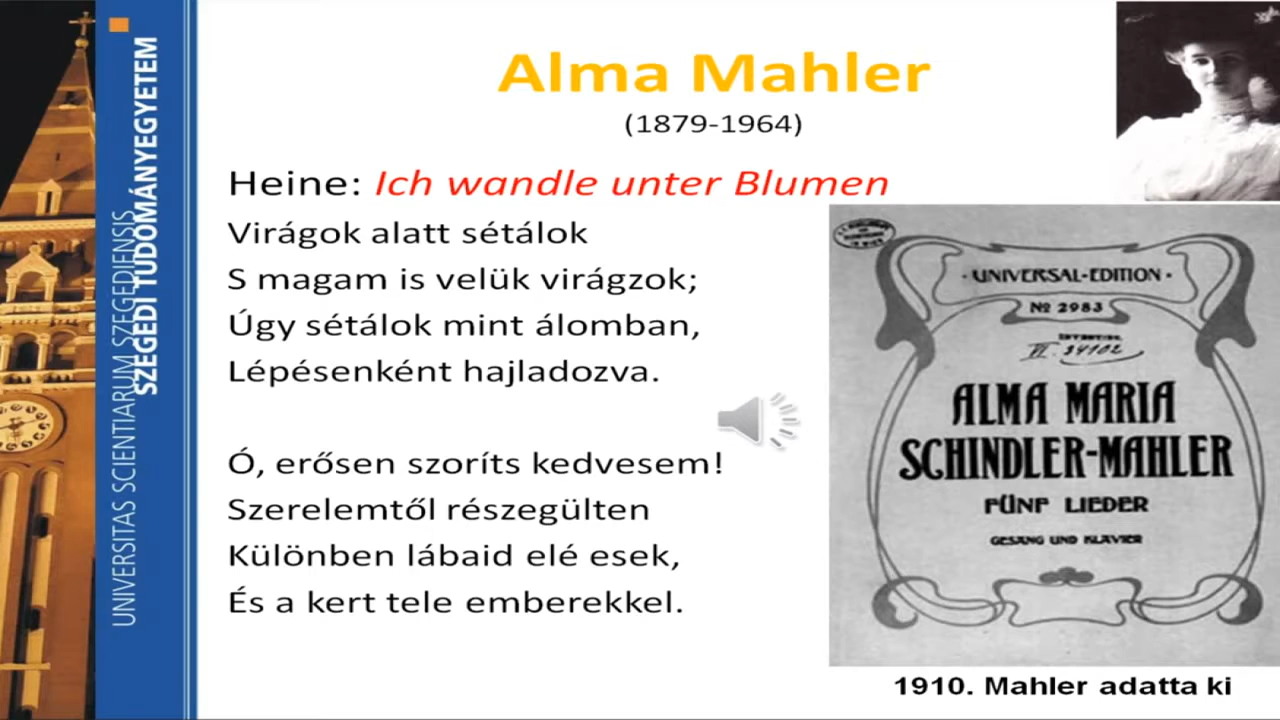 UNIVERSITAS SCIENTIARUM SZEGEDIENSIS
SZEGEDI TUDOMÁNYEGYETEM
Alma Mahler
(1879-1964)
Heine: Ich wandle unter Blumen
Virágok alatt sétálok
S magam is velük virágzok;
Úgy sétálok mint álomban,
Lépésenként hajladozva.
Ó, erősen szoríts kedvesem!
Szerelemtől részegülten
Különben lábaid elé esek,
És a kert tele emberekkel.
·UNIVERSAL-EDITION·
No 2983
ALMA MARIA
SCHINDLER-MAHLER
FÜNF LIEDER
GESANG UND KLAVIER
1910. Mahler adatta ki